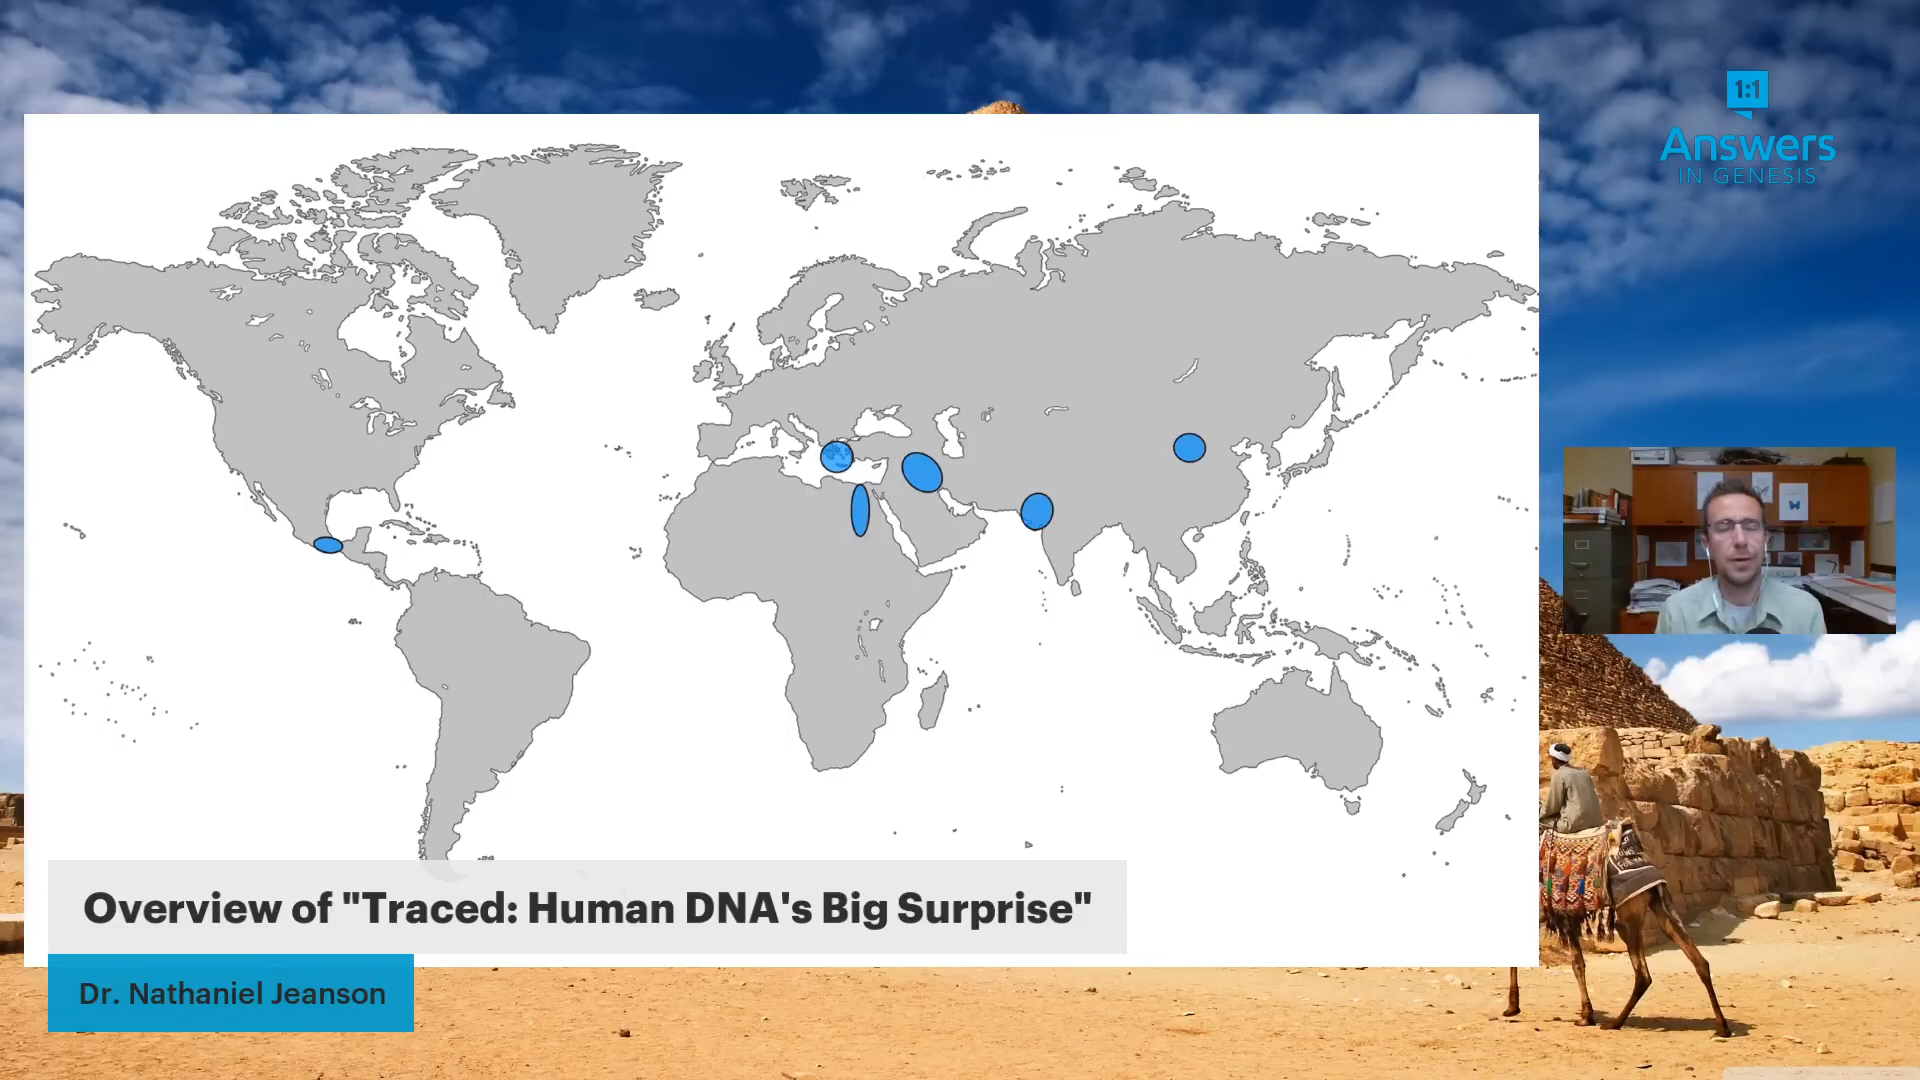 1:1
Answers
IN GENESIS
Overview of "Traced: Human DNA's Big Surprise"
Dr. Nathaniel Jeanson